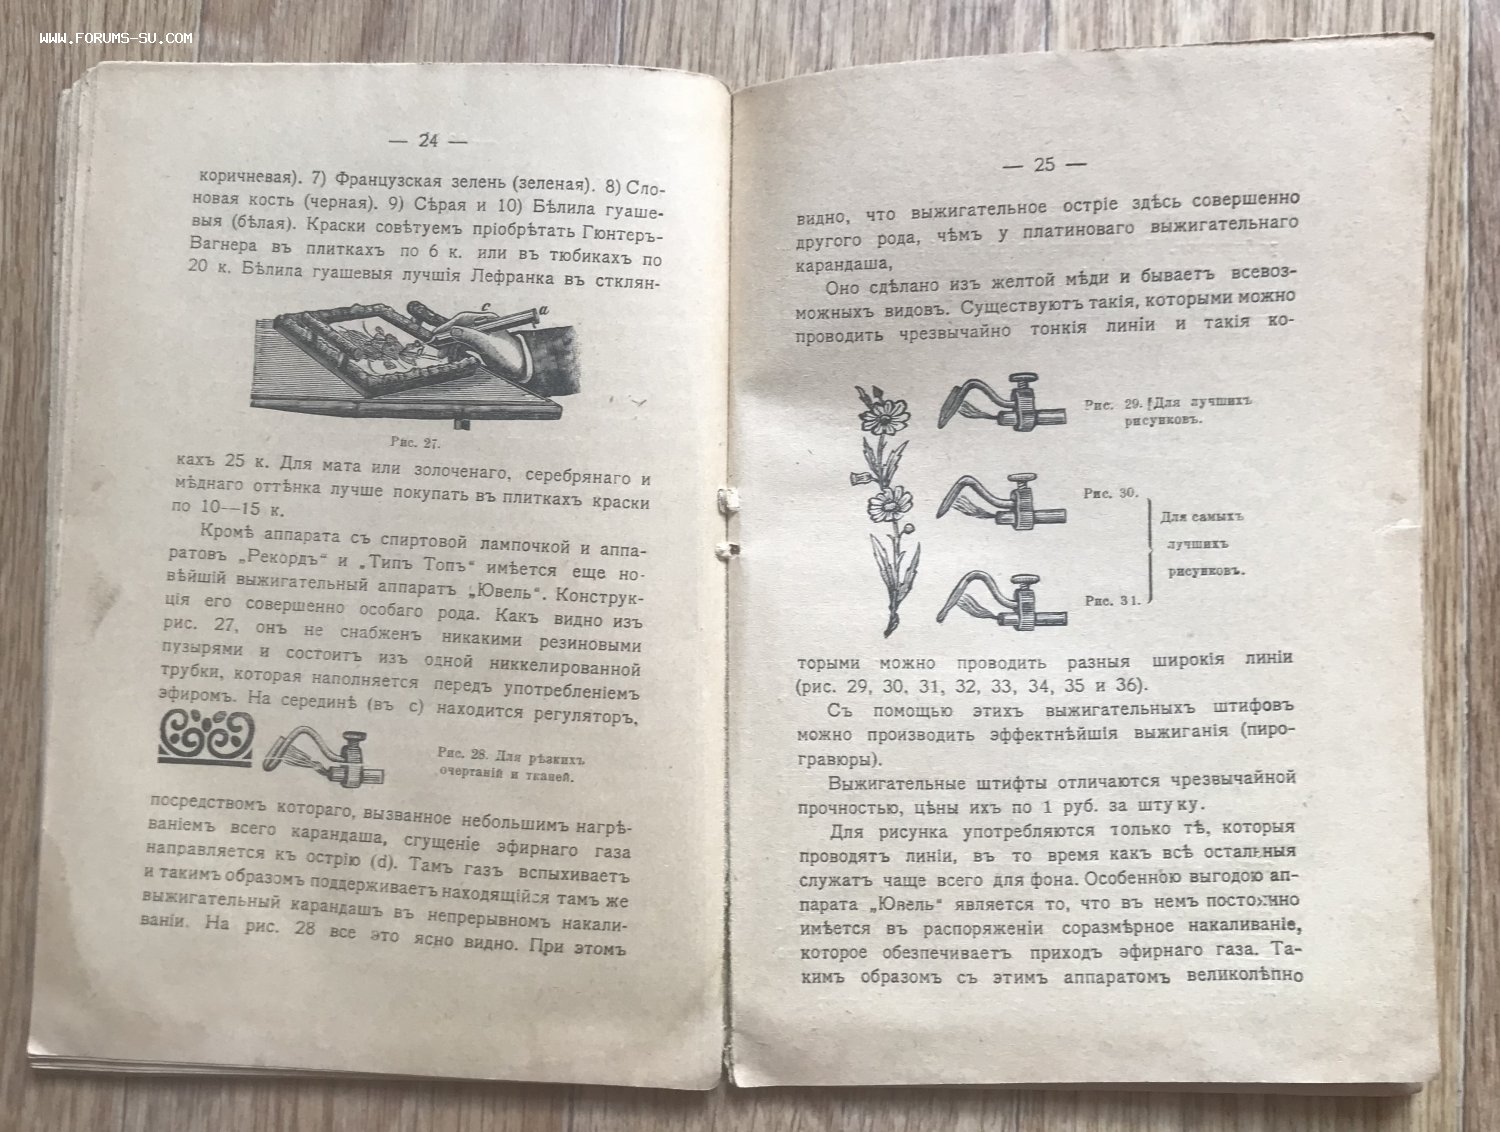 WWW.FORUMS-SU.COM
— 24 —
коричневая). 7) Французская зелень (зеленая). 8) Сло-
новая кость (черная). 9) Сѣрая и 10) Бѣлила гуаше-
выя (бѣлая). Краски совѣтуемъ пріобрѣтать Гюнтеръ-
Вагнера въ плиткахъ по 6 к. или въ тюбикахъ по
20 к. Бѣлила гуашевыя лучшія Лефранка въ стклян-
c a
Рис. 27.
кахъ 25 к. Для мата или золоченаго, серебрянаго и
мѣднаго оттѣнка лучше покупать въ плиткахъ краски
по 10—15 к.
Кромѣ аппарата съ спиртовой лампочкой и аппа-
ратовъ „Рекордъ“ и „Типъ Топъ“ имѣется еще но-
вѣйшій выжигательный аппаратъ „Ювель“. Конструк-
ція его совершенно особаго рода. Какъ видно изъ
рис. 27, онъ не снабженъ никакими резиновыми
пузырями и состоитъ изъ одной никкелированной
трубки, которая наполняется передъ употребленіемъ
эфиромъ. На серединѣ (въ с) находится регуляторъ,
Рис. 28. Для рѣзкихъ
очертаній и тканей.
посредствомъ котораго, вызванное небольшимъ нагрѣ-
ваніемъ всего карандаша, сгущеніе эфирнаго газа
направляется къ острію (d). Тамъ газъ вспыхиваетъ
и такимъ образомъ поддерживаетъ находящійся тамъ же
выжигательный карандашъ въ непрерывномъ накали-
ваніи. На рис. 28 все это ясно видно. При этомъ
— 25 —
видно, что выжигательное остріе здѣсь совершенно
другого рода, чѣмъ у платиноваго выжигательнаго
карандаша,
Оно сдѣлано изъ желтой мѣди и бываетъ всевоз-
можныхъ видовъ. Существуютъ такія, которыми можно
проводить чрезвычайно тонкія линіи и такія ко-
Рис. 29. Для лучшихъ
рисунковъ.
Рис. 30.
Для самыхъ
лучшихъ
рисунковъ.
Рис. 31.
торыми можно проводить разныя широкія линіи
(рис. 29, 30, 31, 32, 33, 34, 35 и 36).
Съ помощью этихъ выжигательныхъ штифовъ
можно производить эффектнѣйшія выжиганія (пиро-
гравюры).
Выжигательные штифты отличаются чрезвычайной
прочностью, цѣны ихъ по 1 руб. за штуку.
Для рисунка употребляются только тѣ, которыя
проводятъ линіи, въ то время какъ всѣ остальныя
служатъ чаще всего для фона. Особенною выгодою ап-
парата „Ювель“ является то, что въ немъ постоянно
имѣется въ распоряженіи соразмѣрное накаливаніе,
которое обезпечиваетъ приходъ эфирнаго газа. Та-
кимъ образомъ съ этимъ аппаратомъ великолѣпно